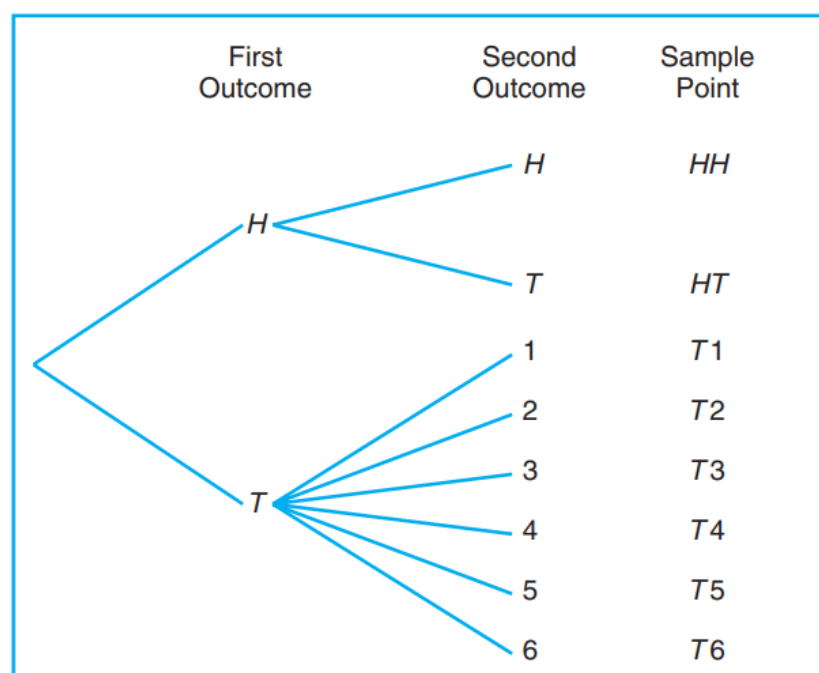 First Outcome
Second Outcome
Sample Point
H
HH
H
T
HT
1
T1
2
T2
3
T3
T
4
T4
5
T5
6
T6